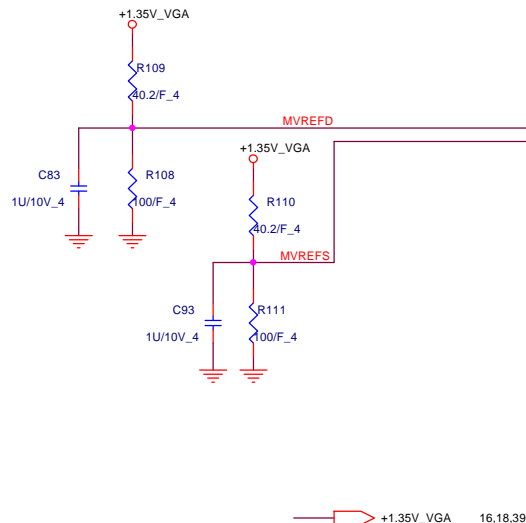 +1.35V_VGA
R109
40.2/F_4
MVREFD
+1.35V_VGA
C83
R108
1U/10V_4
100/F_4
R110
40.2/F_4
MVREFS
C93
R111
1U/10V_4
100/F_4
+1.35V_VGA 16,18,39